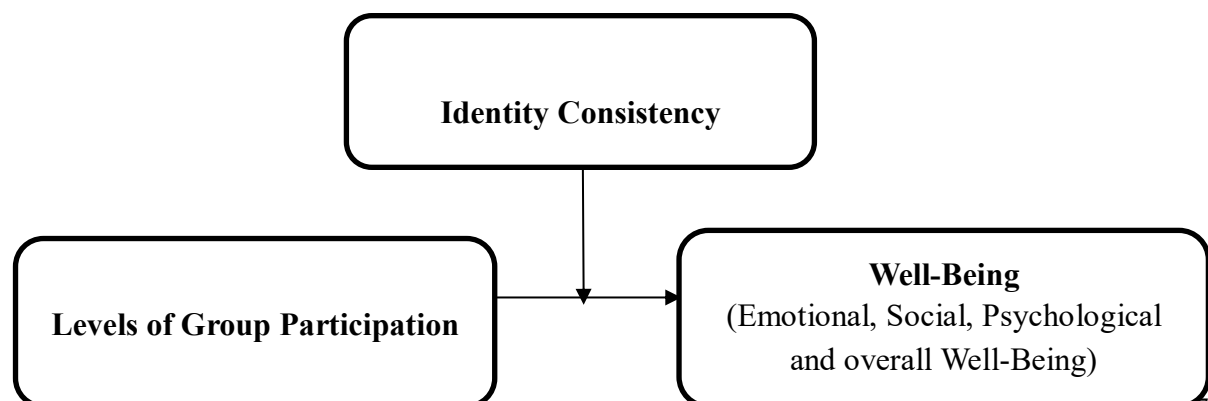 Identity Consistency
Levels of Group Participation
Well-Being
(Emotional, Social, Psychological
and overall Well-Being)